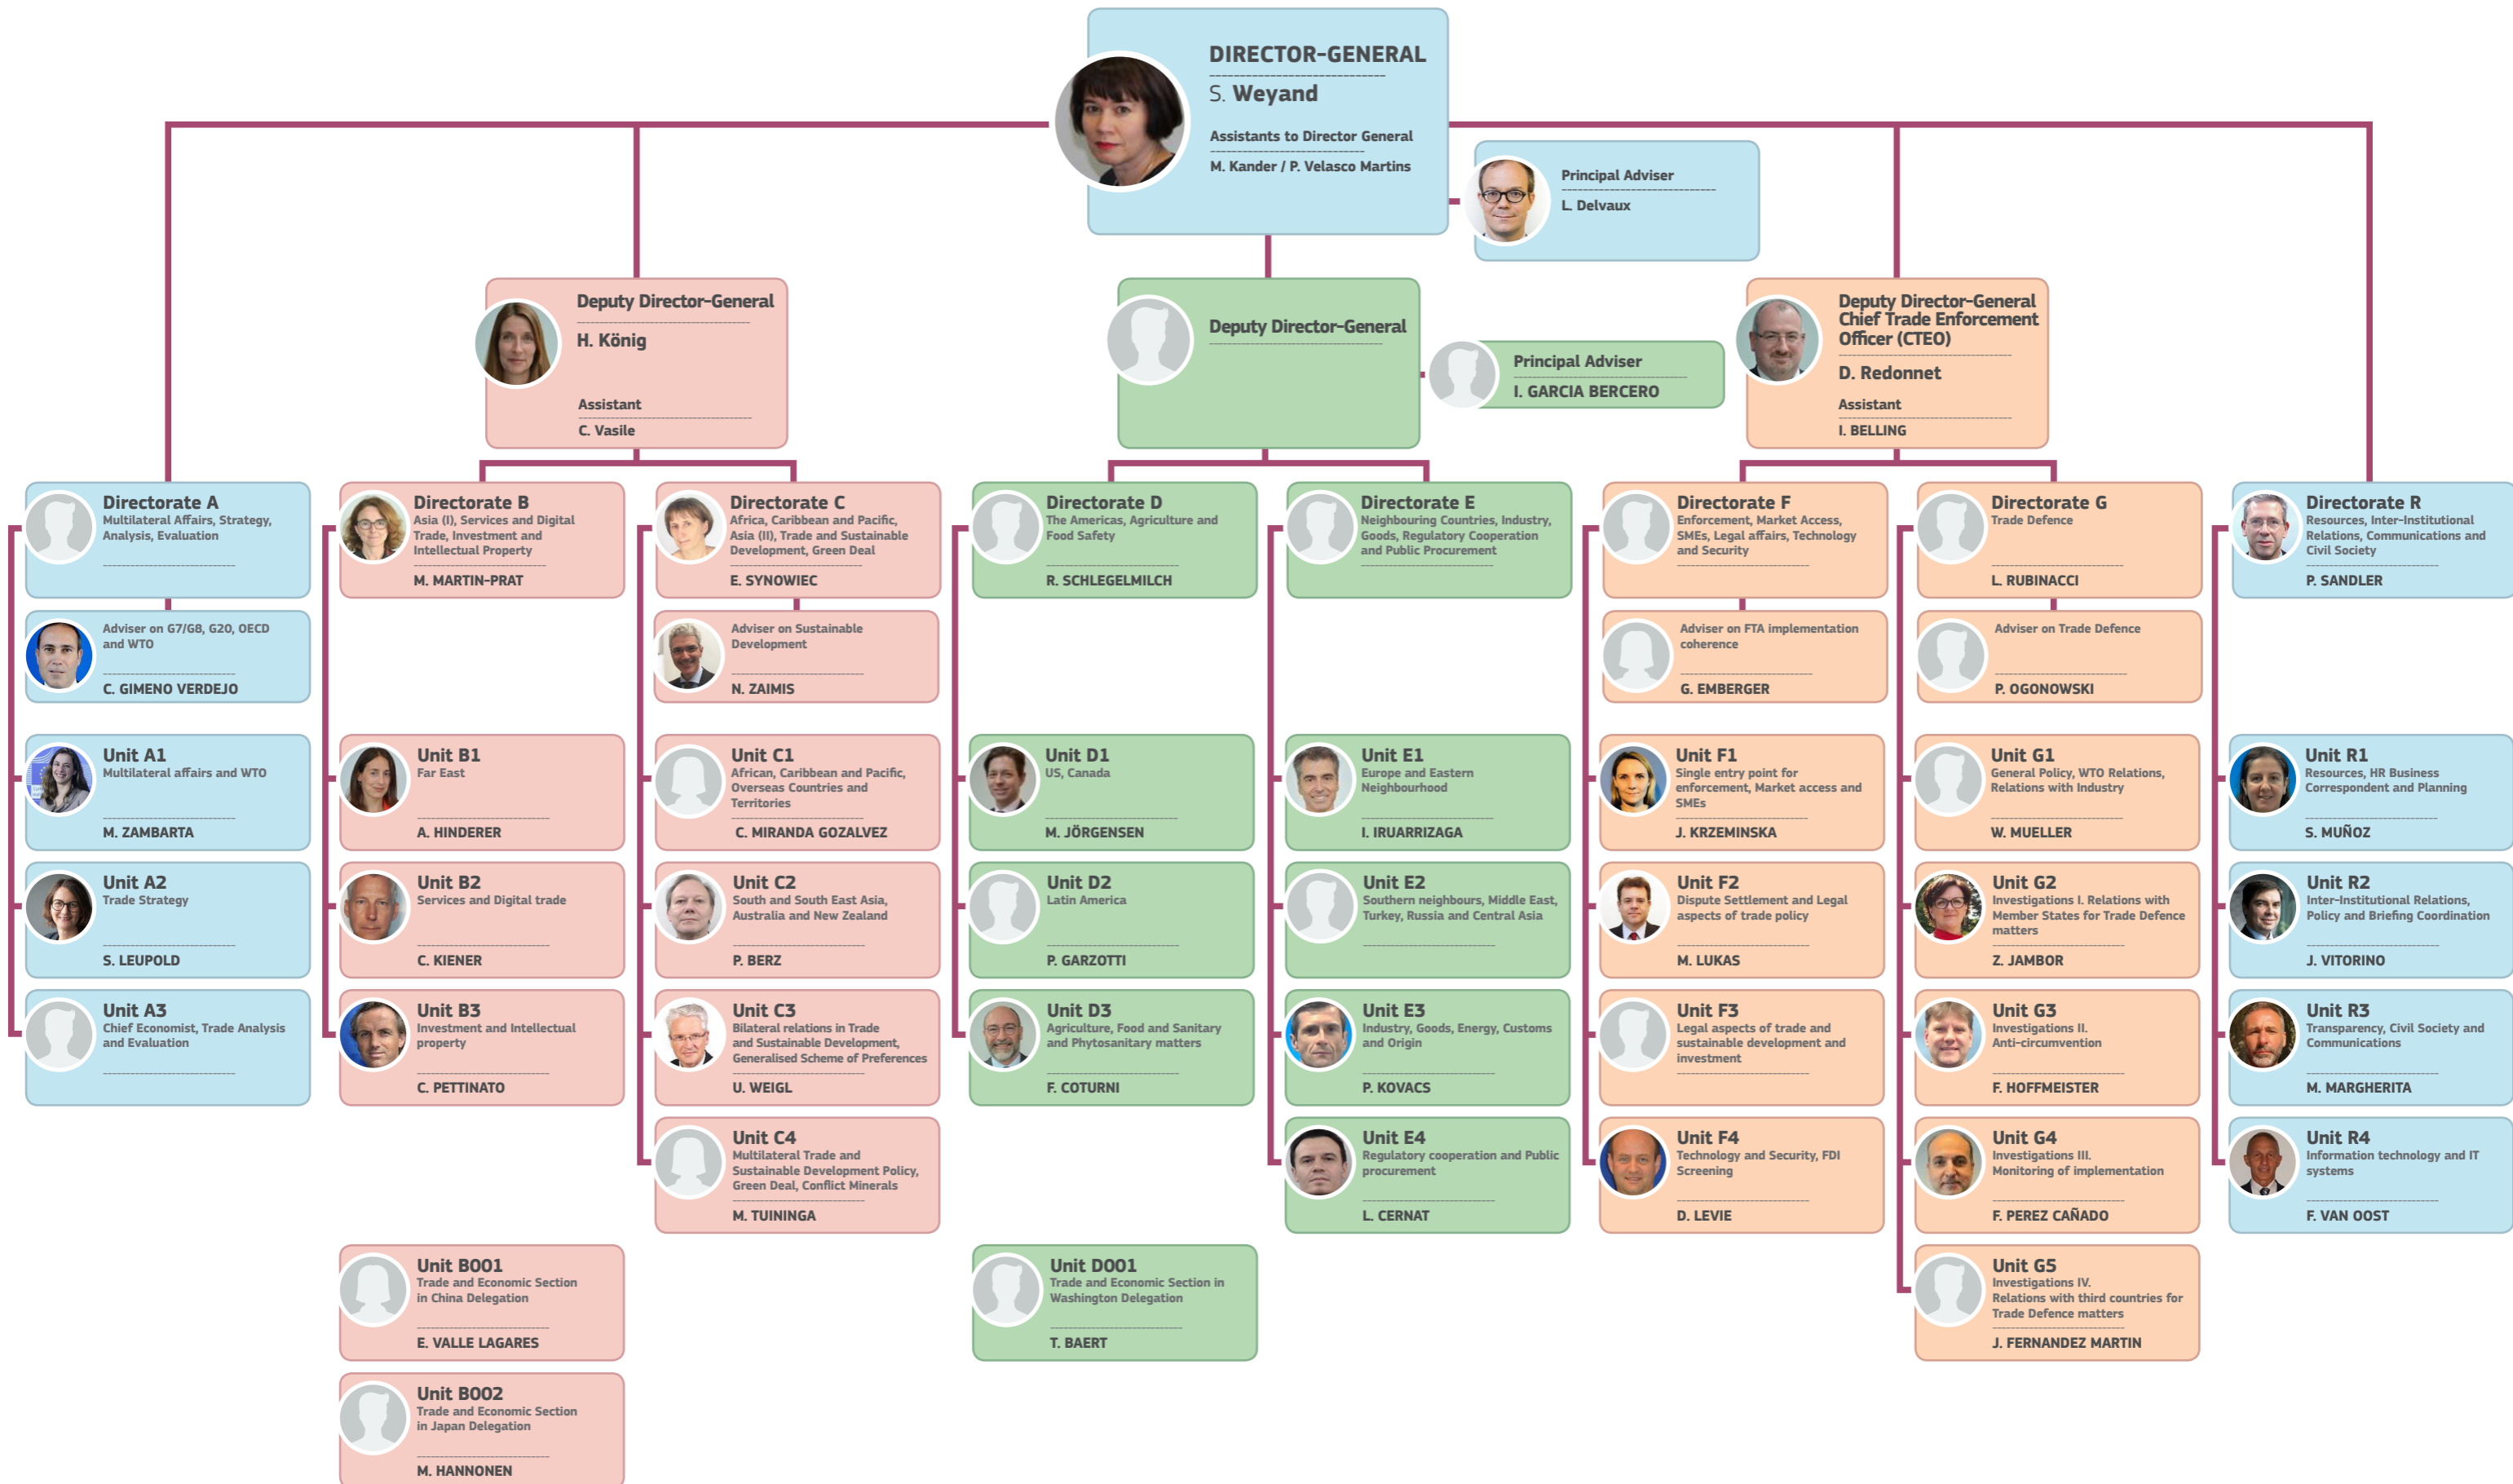 DIRECTOR-GENERAL
S. Weyand
Assistants to Director General
M. Kander / P. Velasco Martins
Principal Adviser
L. Delvaux
Deputy Director-General
H. König
Assistant
C. Vasile
Deputy Director-General
Principal Adviser
I. GARCIA BERCERO
Deputy Director-General
Chief Trade Enforcement
Officer (CTEO)
D. Redonnet
Assistant
I. BELLING
Directorate A
Multilateral Affairs, Strategy,
Analysis, Evaluation
Adviser on G7/G8, G20, OECD
and WTO
C. GIMENO VERDEJO
Unit A1
Multilateral affairs and WTO
M. ZAMBARTA
Unit A2
Trade Strategy
S. LEUPOLD
Unit A3
Chief Economist, Trade Analysis
and Evaluation
Directorate B
Asia (I), Services and Digital
Trade, Investment and
Intellectual Property
M. MARTIN-PRAT
Unit B1
Far East
A. HINDERER
Unit B2
Services and Digital trade
C. KIENER
Unit B3
Investment and Intellectual
property
C. PETTINATO
Unit B001
Trade and Economic Section
in China Delegation
E. VALLE LAGARES
Unit B002
Trade and Economic Section
in Japan Delegation
M. HANNONEN
Directorate C
Africa, Caribbean and Pacific,
Asia (II), Trade and Sustainable
Development, Green Deal
E. SYNOWIEC
Adviser on Sustainable
Development
N. ZAIMIS
Unit C1
African, Caribbean and Pacific,
Overseas Countries and
Territories
C. MIRANDA GOZALVEZ
Unit C2
South and South East Asia,
Australia and New Zealand
P. BERZ
Unit C3
Bilateral relations in Trade
and Sustainable Development,
Generalised Scheme of Preferences
U. WEIGL
Unit C4
Multilateral Trade and
Sustainable Development Policy,
Green Deal, Conflict Minerals
M. TUININGA
Directorate D
The Americas, Agriculture and
Food Safety
R. SCHLEGELMILCH
Unit D1
US, Canada
M. JÖRGENSEN
Unit D2
Latin America
P. GARZOTTI
Unit D3
Agriculture, Food and Sanitary
and Phytosanitary matters
F. COTURNI
Unit D001
Trade and Economic Section in
Washington Delegation
T. BAERT
Directorate E
Neighbouring Countries, Industry,
Goods, Regulatory Cooperation
and Public Procurement
Unit E1
Europe and Eastern
Neighbourhood
I. IRUARRIZAGA
Unit E2
Southern neighbours, Middle East,
Turkey, Russia and Central Asia
Unit E3
Industry, Goods, Energy, Customs
and Origin
P. KOVACS
Unit E4
Regulatory cooperation and Public
procurement
L. CERNAT
Directorate F
Enforcement, Market Access,
SMEs, Legal affairs, Technology
and Security
Adviser on FTA implementation
coherence
G. EMBERGER
Unit F1
Single entry point for
enforcement, Market access and
SMEs
J. KRZEMINSKA
Unit F2
Dispute Settlement and Legal
aspects of trade policy
M. LUKAS
Unit F3
Legal aspects of trade and
sustainable development and
investment
Unit F4
Technology and Security, FDI
Screening
D. LEVIE
Directorate G
Trade Defence
L. RUBINACCI
Adviser on Trade Defence
P. OGONOWSKI
Unit G1
General Policy, WTO Relations,
Relations with Industry
W. MUELLER
Unit G2
Investigations I. Relations with
Member States for Trade Defence
matters
Z. JAMBOR
Unit G3
Investigations II.
Anti-circumvention
F. HOFFMEISTER
Unit G4
Investigations III.
Monitoring of implementation
F. PEREZ CAÑADO
Unit G5
Investigations IV.
Relations with third countries for
Trade Defence matters
J. FERNANDEZ MARTIN
Directorate R
Resources, Inter-Institutional
Relations, Communications and
Civil Society
P. SANDLER
Unit R1
Resources, HR Business
Correspondent and Planning
S. MUÑOZ
Unit R2
Inter-Institutional Relations,
Policy and Briefing Coordination
J. VITORINO
Unit R3
Transparency, Civil Society and
Communications
M. MARGHERITA
Unit R4
Information technology and IT
systems
F. VAN OOST